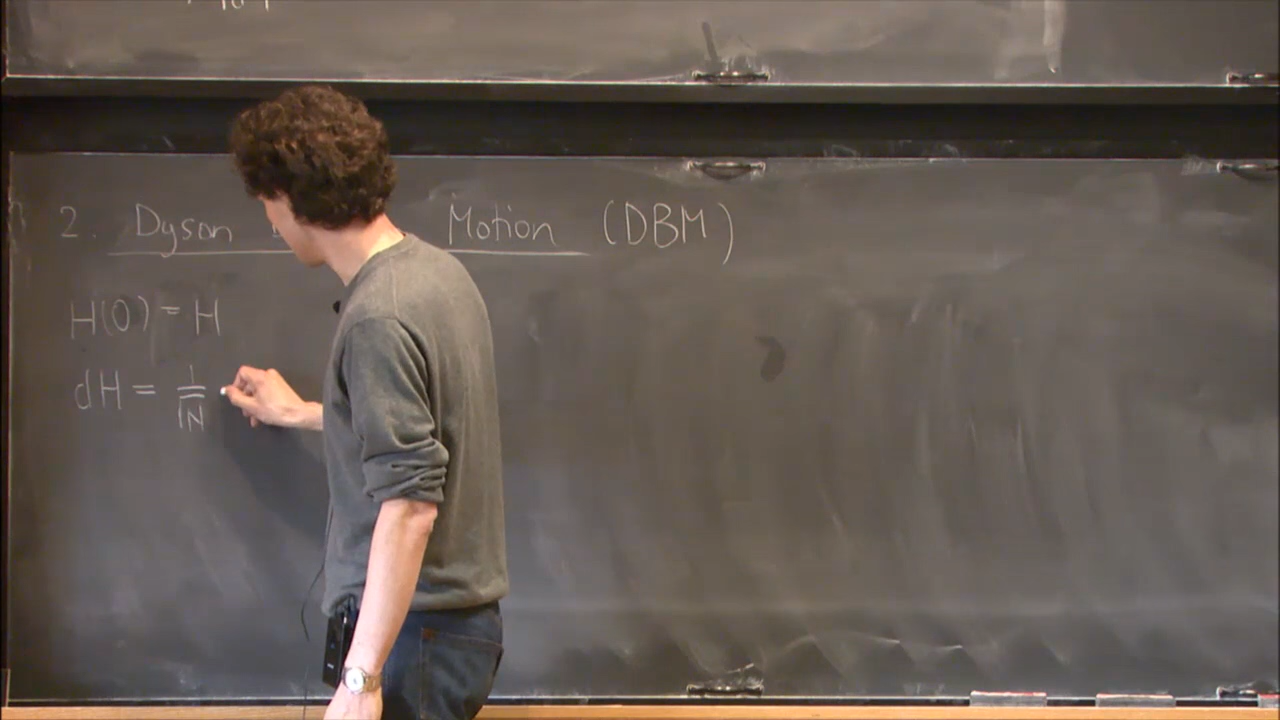 2. Dyson Motion (DBM)
H(0) = H
dH = 1/√N